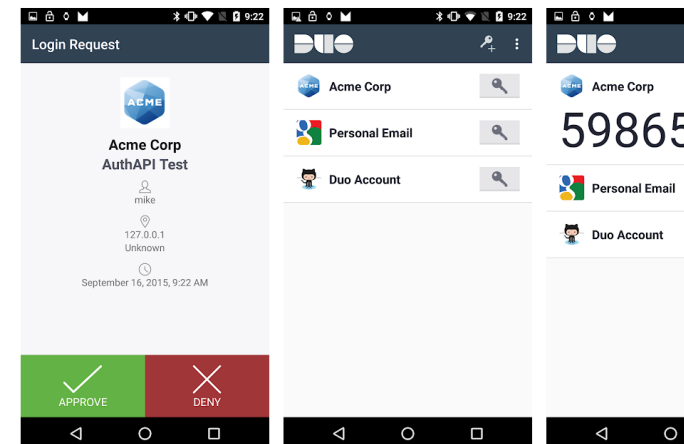 9:22
Login Request
ACME
Acme Corp
AuthAPI Test
mike
127.0.0.1
Unknown
September 16, 2015, 9:22 AM
APPROVE
DENY
9:22
DUO
ACME
Acme Corp
Personal Email
Duo Account
DUO
ACME
Acme Corp
59865
Personal Email
Duo Account